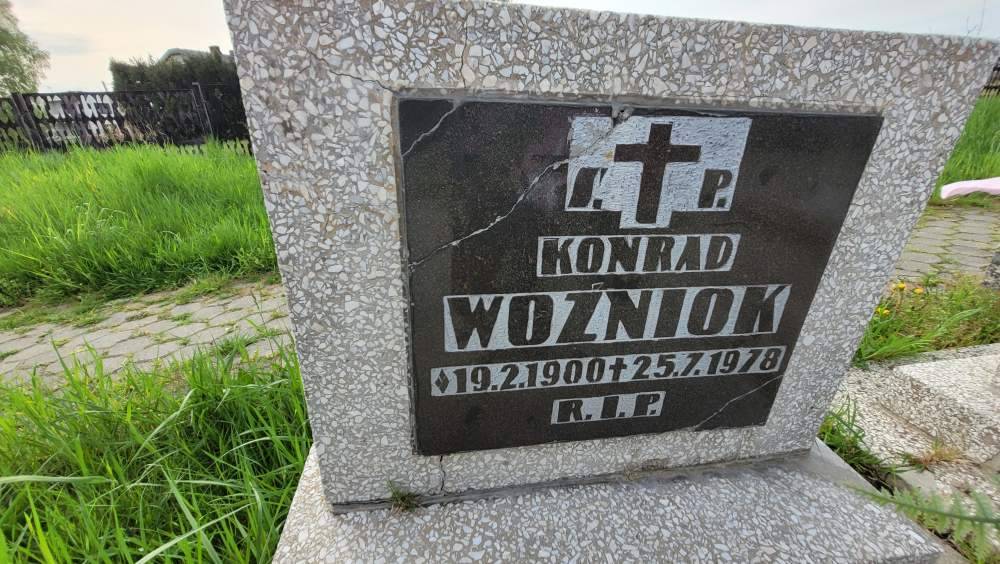 Ś. P.
KONRAD
WOŹNIOK
19.2.1900 ✝ 25.7.1978
R.I.P.